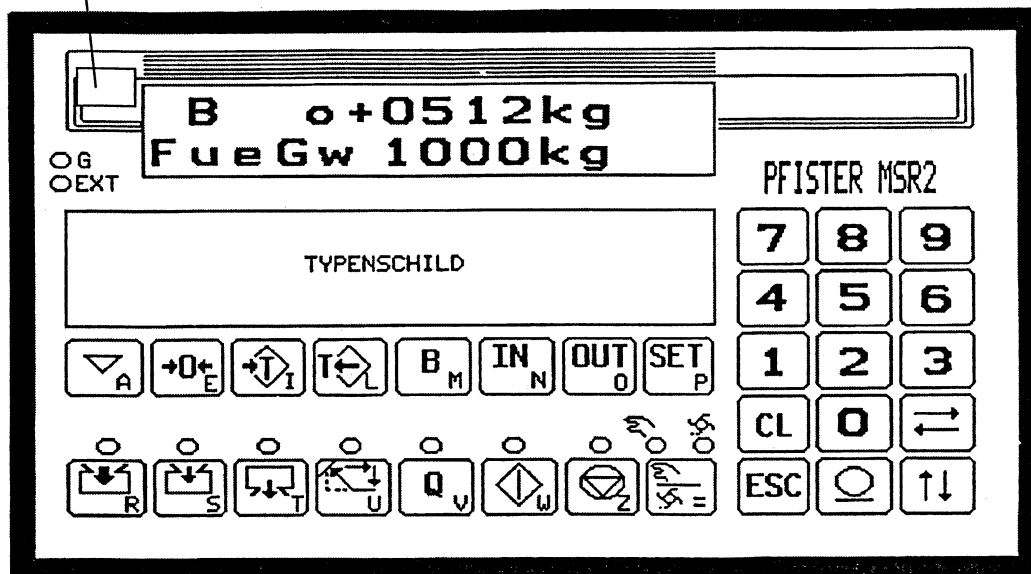 B o+0512kg
FueGw 1000kg
G
EXT
PFISTER MSR2
TYPENSCHILD
7 8 9
4 5 6
1 2 3
CL 0
ESC
A →0← E →T I T← L B M IN N OUT O SET P
R S T U Q V W Z =